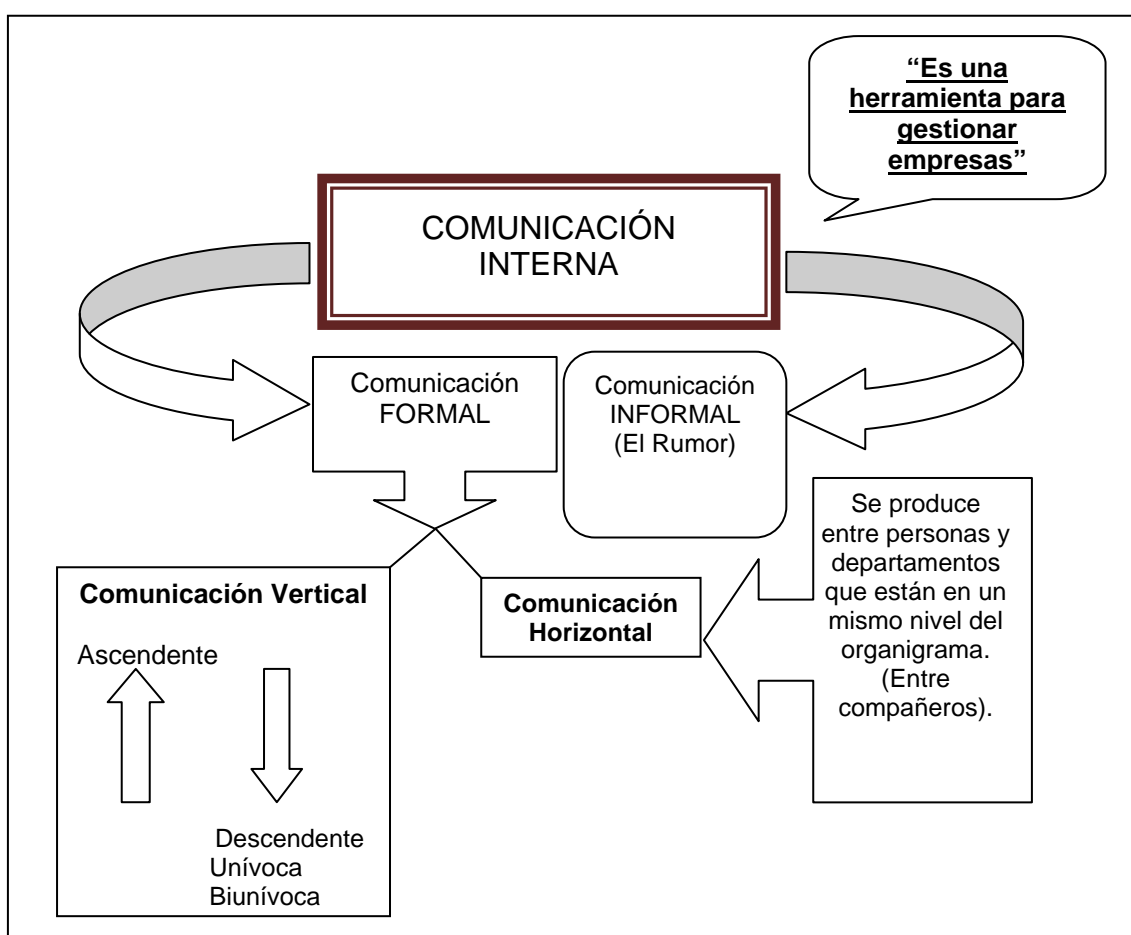 “Es una
herramienta para
gestionar
empresas”
COMUNICACIÓN
INTERNA
Comunicación
FORMAL
Comunicación
INFORMAL
(El Rumor)
Se produce
entre personas y
departamentos
que están en un
mismo nivel del
organigrama.
(Entre
compañeros).
Comunicación Vertical
Ascendente
Descendente
Unívoca
Biunívoca
Comunicación
Horizontal